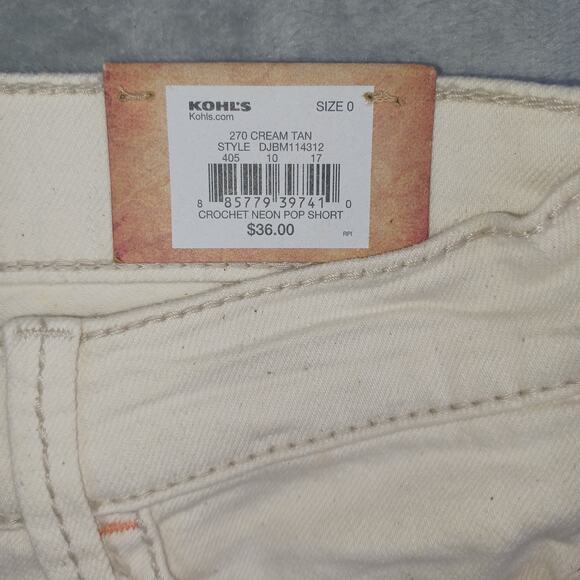 KOHL'S SIZE 0
Kohls.com
270 CREAM TAN
STYLE DJBM114312
405 10 17
8 85779 39741 0
CROCHET NEON POP SHORT
$36.00 RPI